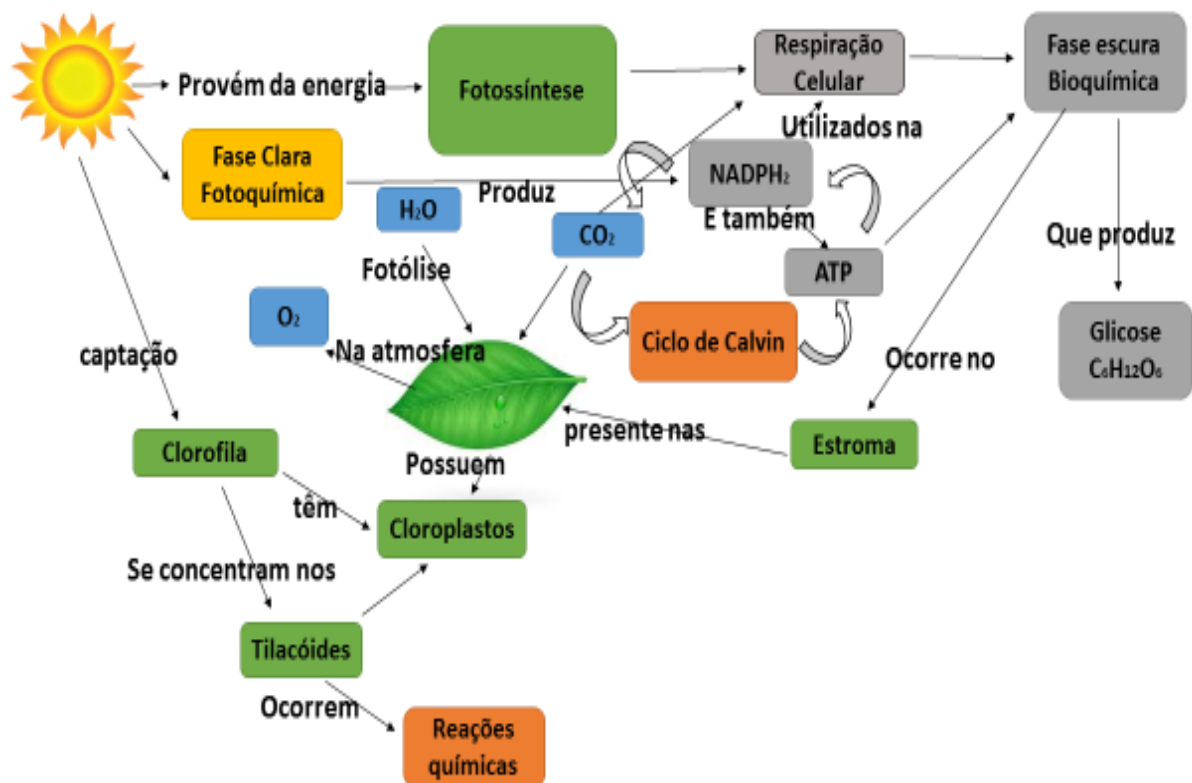 Provém da energia
Fotossíntese
Respiração
Celular
Fase escura
Bioquímica
Utilizados na
Fase Clara
Fotoquímica
Produz
NADPH₂
H₂O
CO₂
E também
Que produz
Fotólise
ATP
O₂
Na atmosfera
captação
Ciclo de Calvin
Ocorre no
Glicose
C₆H₁₂O₆
Clorofila
presente nas
Estroma
Possuem
têm
Cloroplastos
Se concentram nos
Tilacóides
Ocorrem
Reações
químicas